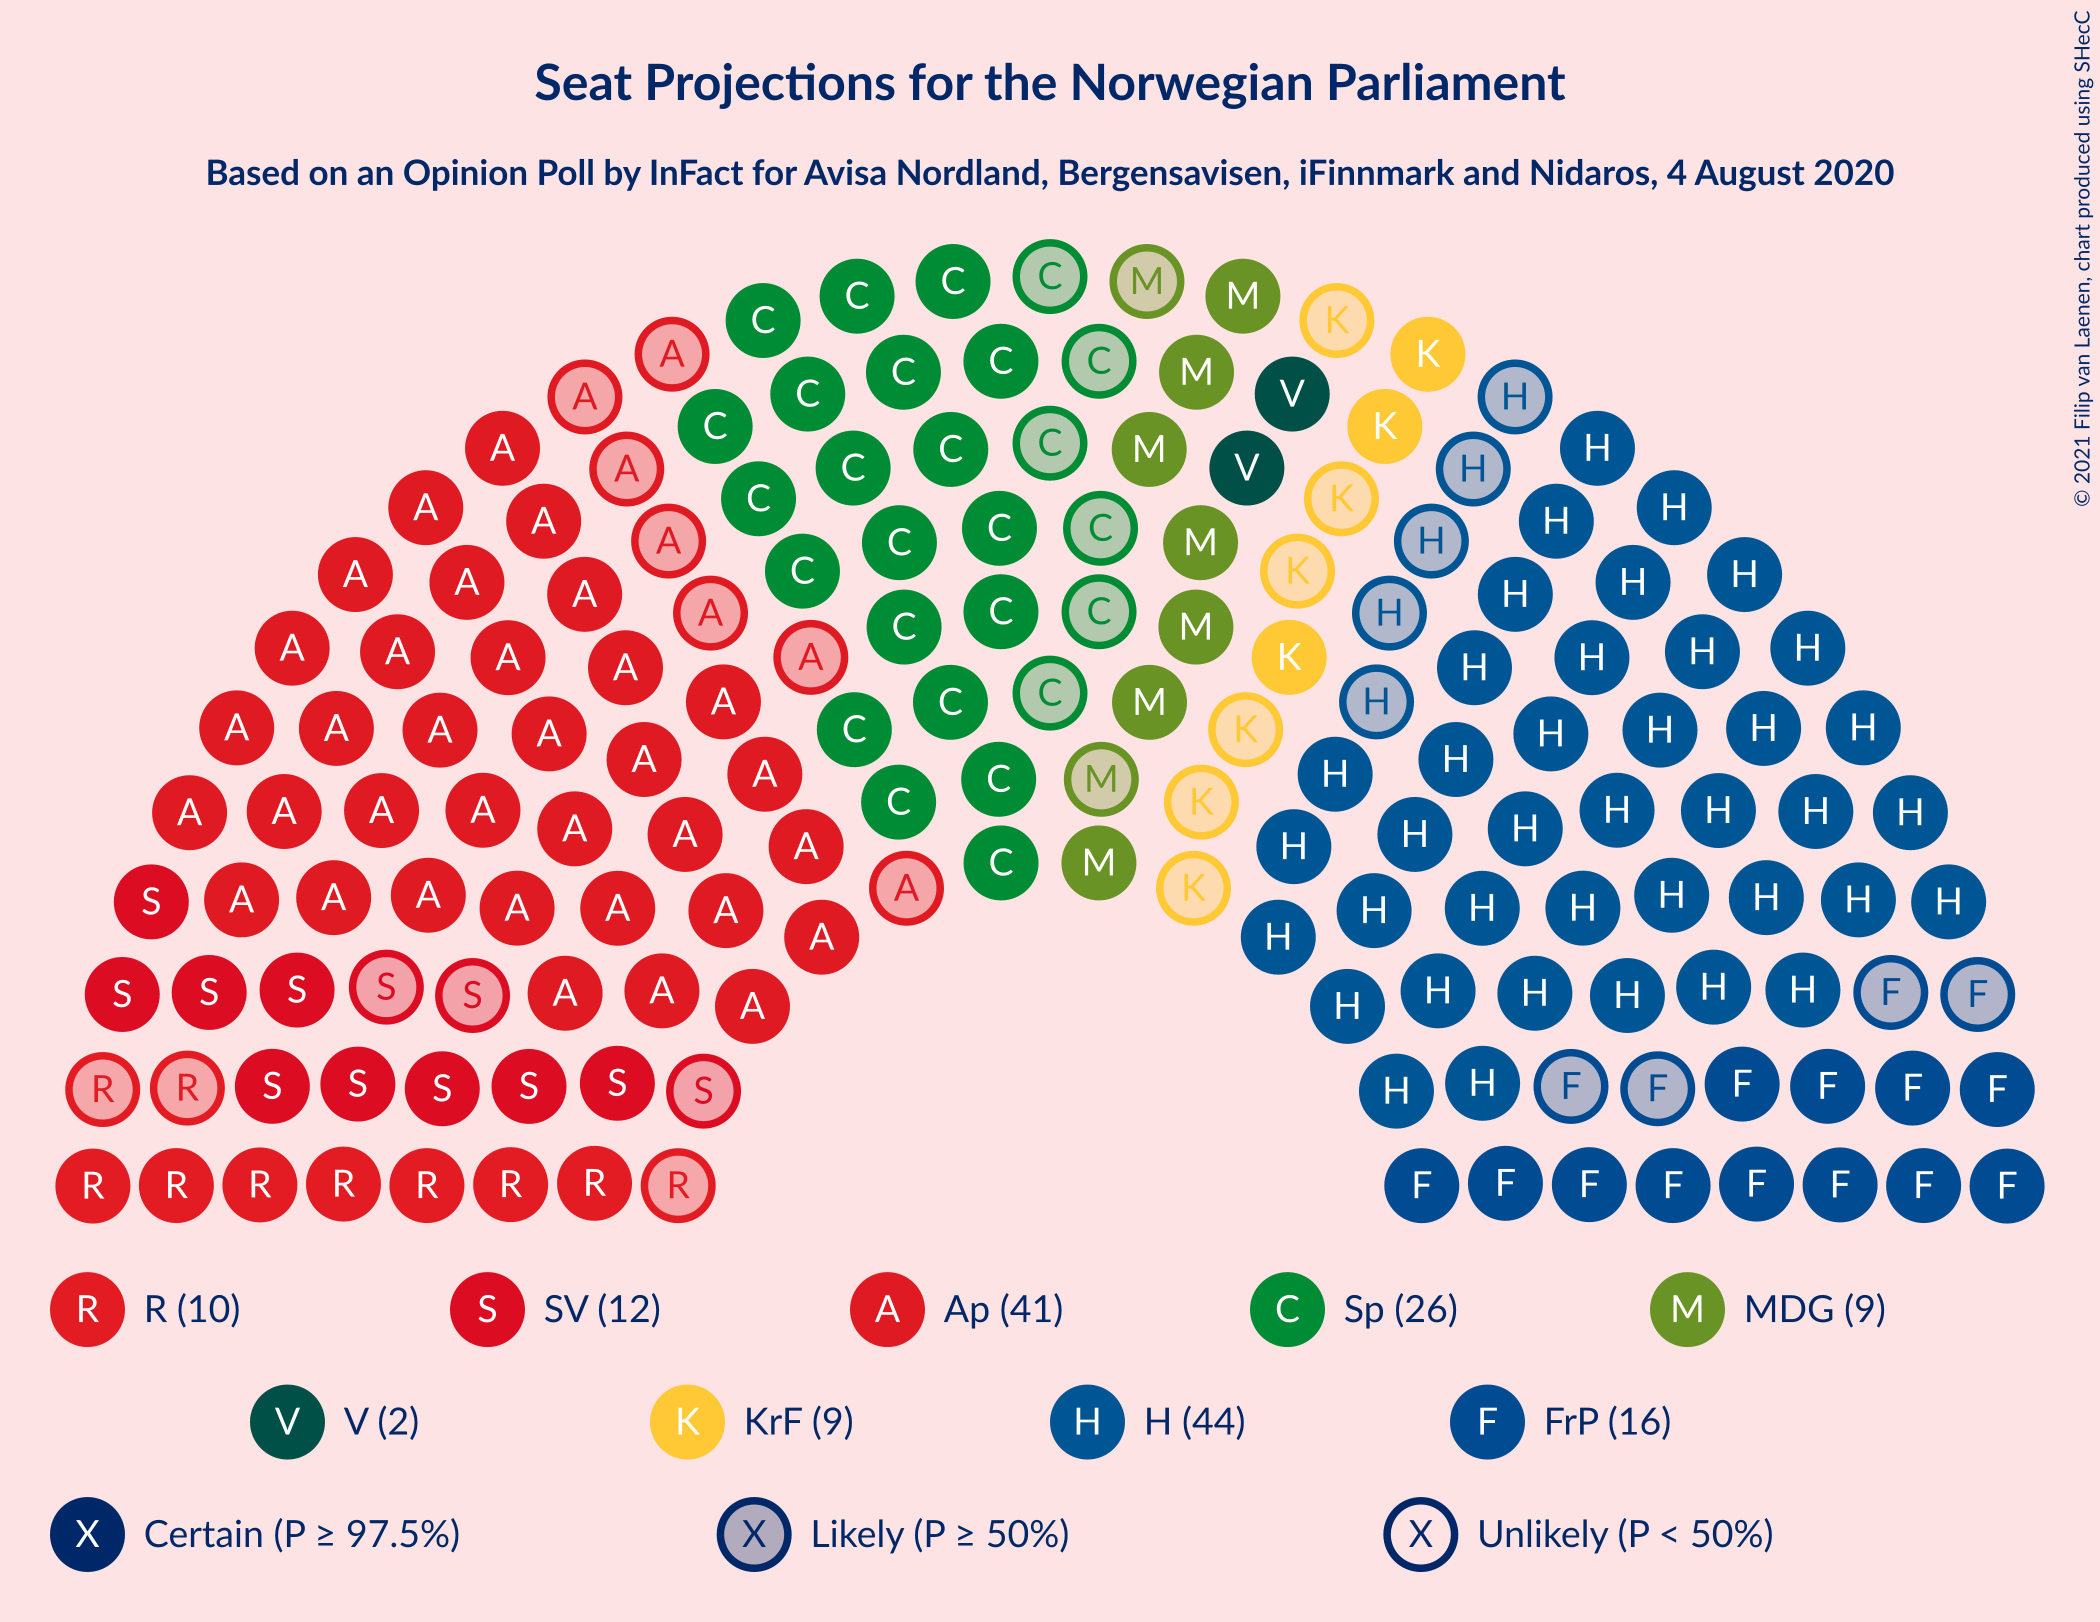 Seat Projections for the Norwegian Parliament
Based on an Opinion Poll by InFact for Avisa Nordland, Bergensavisen, iFinnmark and Nidaros, 4 August 2020
© 2021 Filip van Laenen, chart produced using SHecC
C C C C M M
A A C K K H
C C C C M V
A A C K H H
A C C C C M V K H H
A A A C C C C M K H H H
A A A A C C C C M K H H H H
A A A A A A C C C M K H H H H H
A A A A A A C C M K H H H H H H
A A A A A A A C C M K H H H H H H H
S A A A A A A A A C M K H H H H H H H H
S S S S S A A A H H H H H H F F
R R S S S S S S H H F F F F F F
R R R R R R R R F F F F F F F F
R R (10) S SV (12) A Ap (41) C Sp (26) M MDG (9)
V V (2) K KrF (9) H H (44) F FrP (16)
X Certain (P ≥ 97.5%) X Likely (P ≥ 50%) X Unlikely (P < 50%)